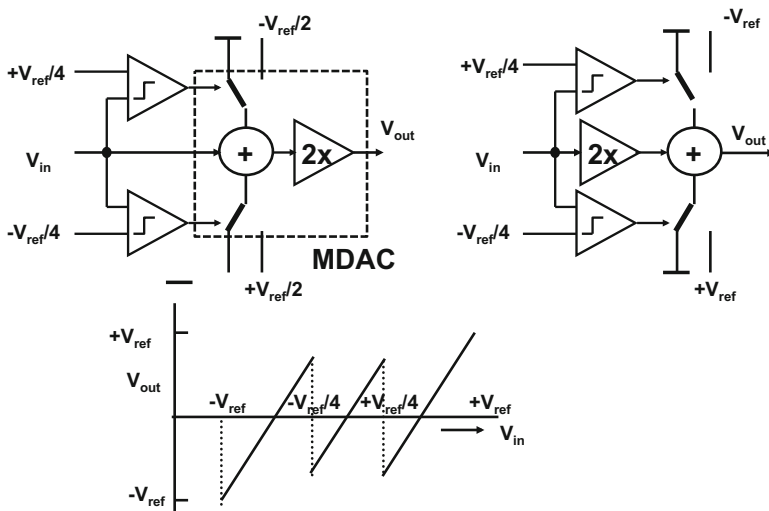 -Vref/2
+Vref/4
Vin
+
2x
Vout
-Vref/4
MDAC
+Vref/2
-Vref
+Vref/4
Vin
2x
+
Vout
-Vref/4
+Vref
+Vref
Vout
-Vref
-Vref/4
+Vref/4
+Vref
Vin
-Vref